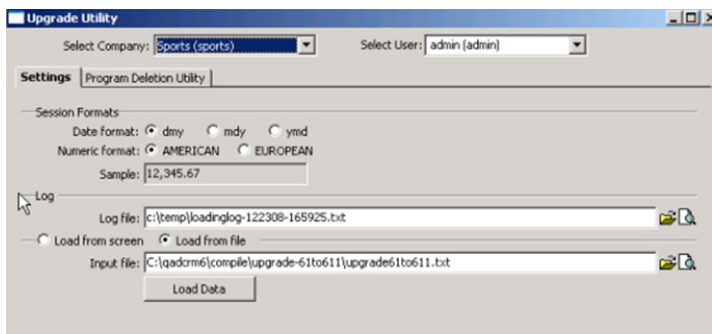 Upgrade Utility
Select Company: Sports (sports) Select User: admin (admin)
Settings Program Deletion Utility
Session Formats
Date format: dmy mdy ymd
Numeric format: AMERICAN EUROPEAN
Sample: 12,345.67
Log
Log file: c:\temp\loadinglog-122308-165925.txt
Load from screen Load from file
Input file: C:\qadcrm6\compile\upgrade-61to611\upgrade61to611.txt
Load Data